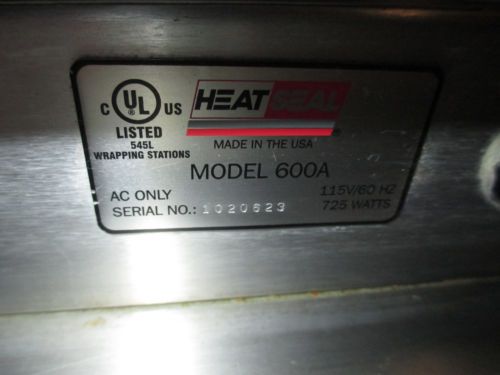 C UL US
LISTED
545L
WRAPPING STATIONS
HEAT SEAL
®
MADE IN THE USA
MODEL 600A
AC ONLY
115V/60 HZ
SERIAL NO.: 1020623
725 WATTS